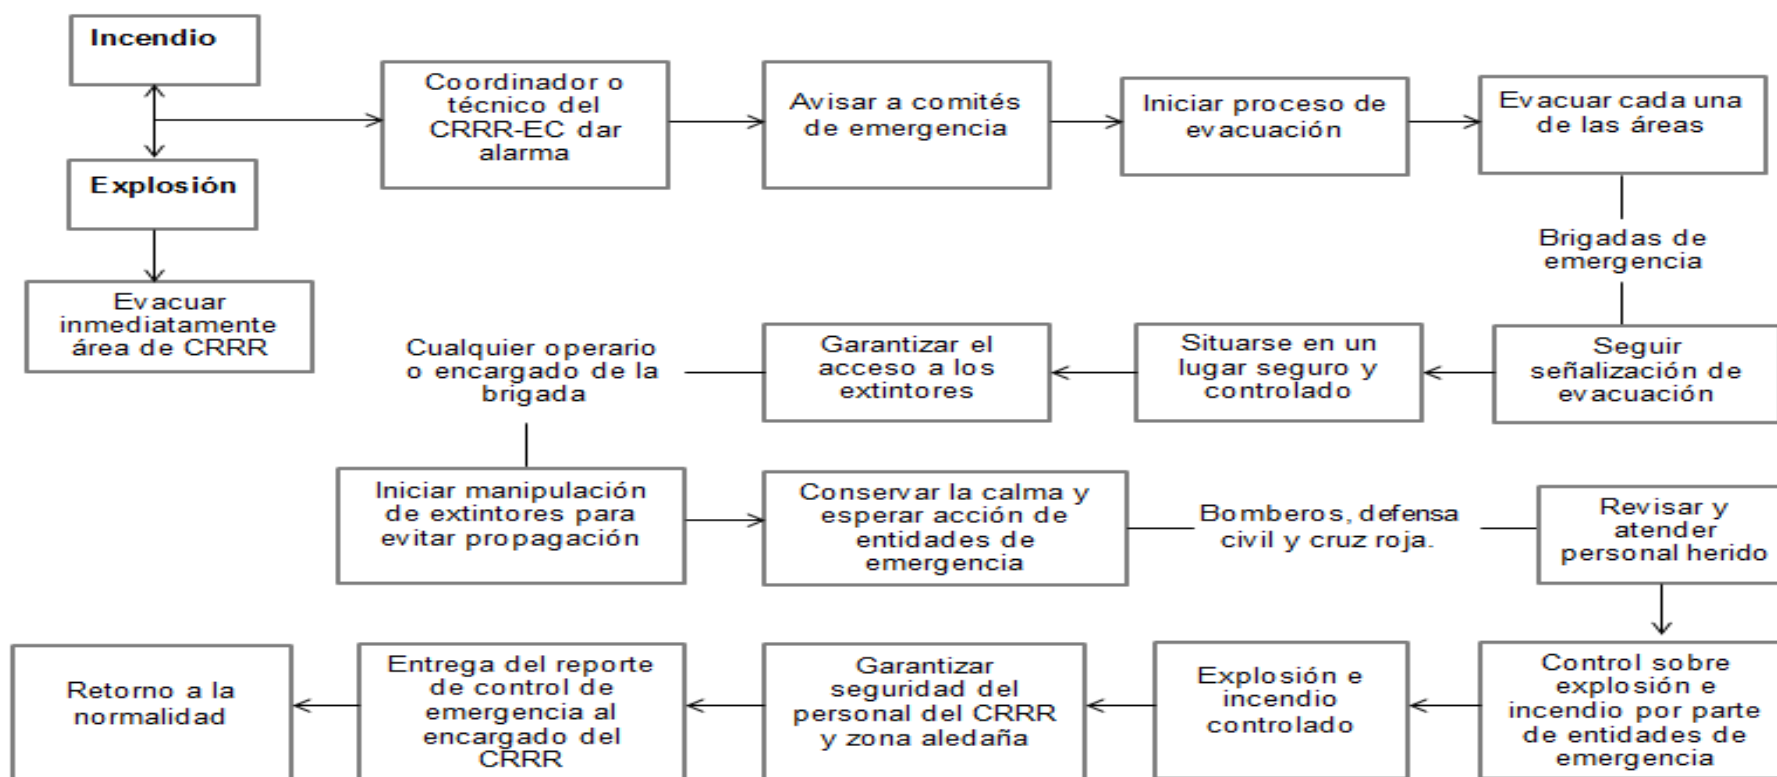 Incendio
Explosión
Evacuar
inmediatamente
área de CRRR
Coordinador o
técnico del
CRRR-EC dar
alarma
Avisar a comités
de emergencia
Iniciar proceso de
evacuación
Evacuar cada una
de las áreas
Brigadas de
emergencia
Seguir
señalización de
evacuación
Situarse en un
lugar seguro y
controlado
Garantizar el
acceso a los
extintores
Cualquier operario
o encargado de la
brigada
Iniciar manipulación
de extintores para
evitar propagación
Conservar la calma y
esperar acción de
entidades de
emergencia
Bomberos, defensa
civil y cruz roja.
Revisar y
atender
personal herido
Control sobre
explosión e
incendio por parte
de entidades de
emergencia
Explosión e
incendio
controlado
Garantizar
seguridad del
personal del CRRR
y zona aledaña
Entrega del reporte
de control de
emergencia al
encargado del
CRRR
Retorno a la
normalidad